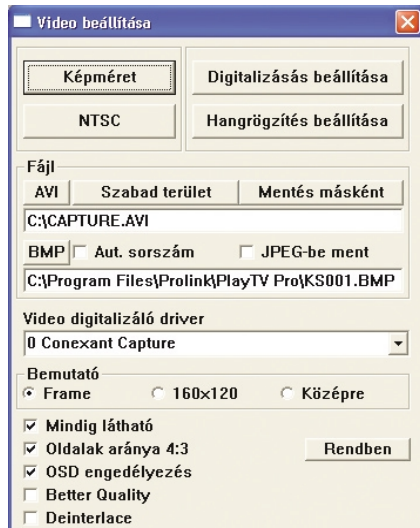 Video beállítása
Képméret
Digitalizásás beállítása
NTSC
Hangrögzítés beállítása
Fájl
AVI Szabad terület Mentés másként
C:\CAPTURE.AVI
BMP Aut. sorszám JPEG-be ment
C:\Program Files\Prolink\PlayTV Pro\KS001.BMP
Video digitalizáló driver
0 Conexant Capture
Bemutató
Frame 160x120 Középre
Mindig látható
Oldalak aránya 4:3
Rendben
OSD engedélyezés
Better Quality
Deinterlace